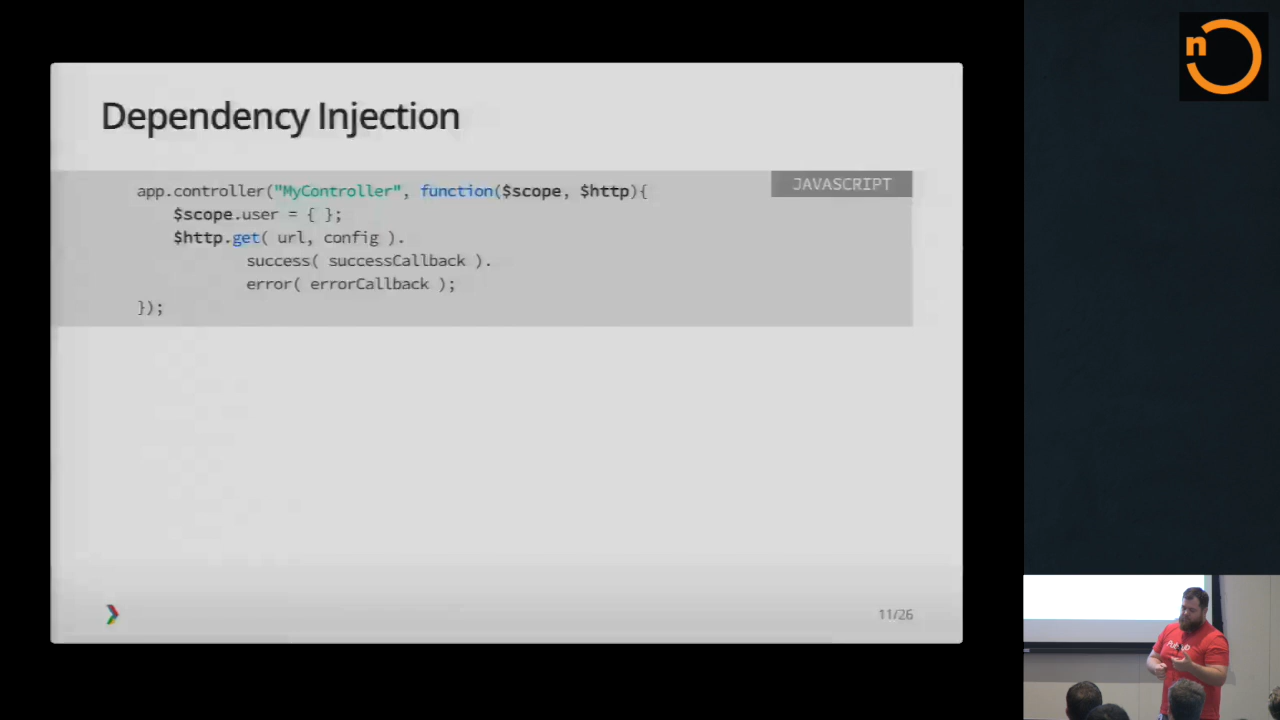 Dependency Injection
JAVASCRIPT
app.controller("MyController", function($scope, $http){
$scope.user = { };
$http.get( url, config ).
success( successCallback ).
error( errorCallback );
});
11/26
n